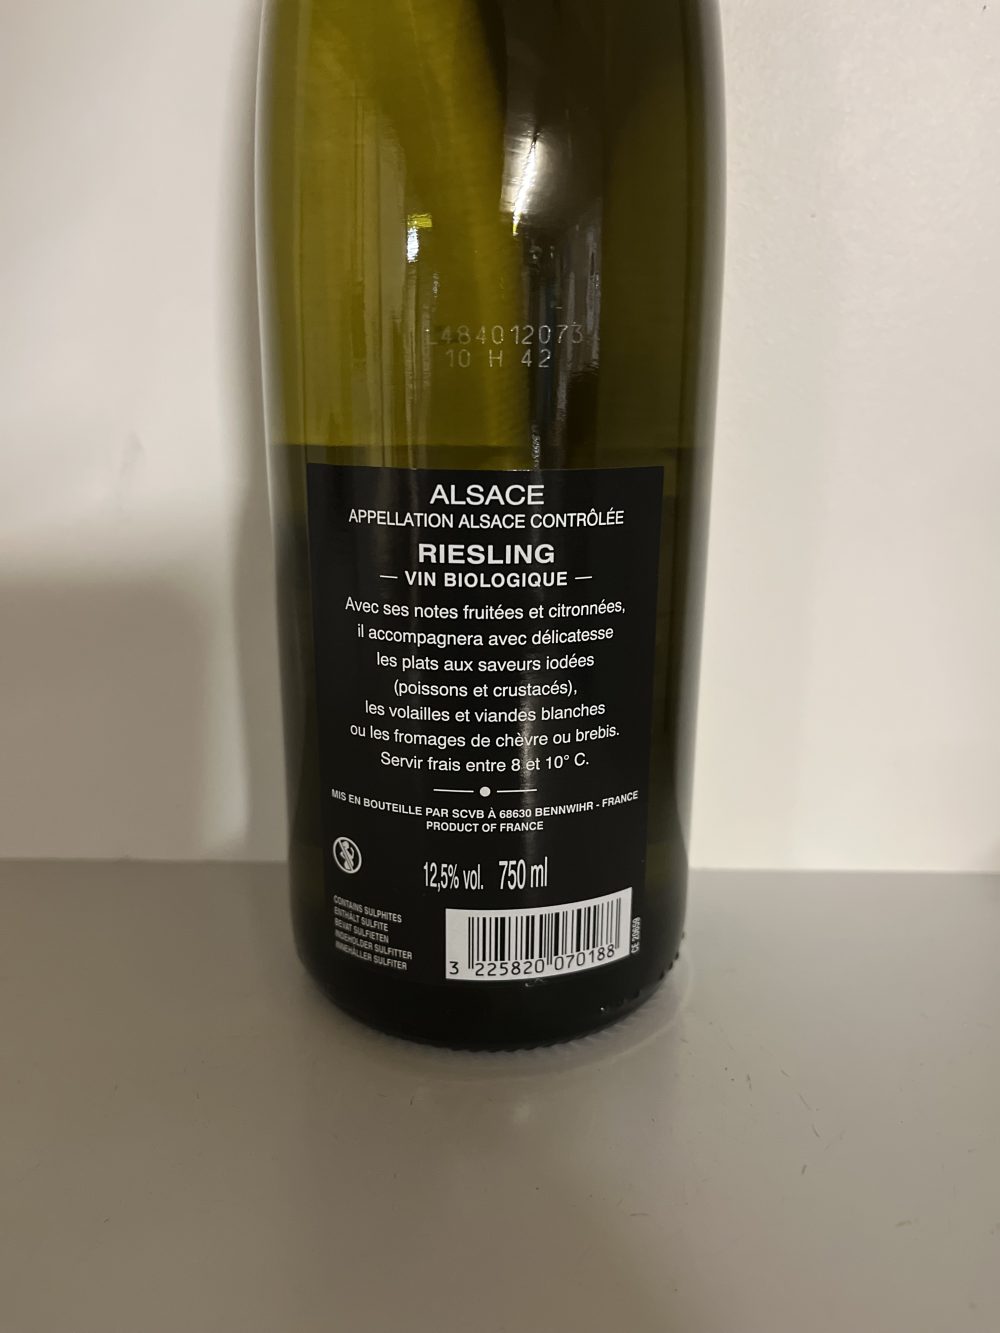 L484012073
10 H 42
ALSACE
APPELLATION ALSACE CONTRÔLÉE
RIESLING
— VIN BIOLOGIQUE —
Avec ses notes fruitées et citronnées,
il accompagnera avec délicatesse
les plats aux saveurs iodées
(poissons et crustacés),
les volailles et viandes blanches
ou les fromages de chèvre ou brebis.
Servir frais entre 8 et 10° C.
MIS EN BOUTEILLE PAR SCVB À 68630 BENNWIHR - FRANCE
PRODUCT OF FRANCE
12,5% vol. 750 ml
CONTAINS SULPHITES
ENTHÄLT SULFITE
BEVAT SULFIETEN
INDEHOLDER SULFITTER
INNEHÅLLER SULFITER
3 225820 070188
CE 20659